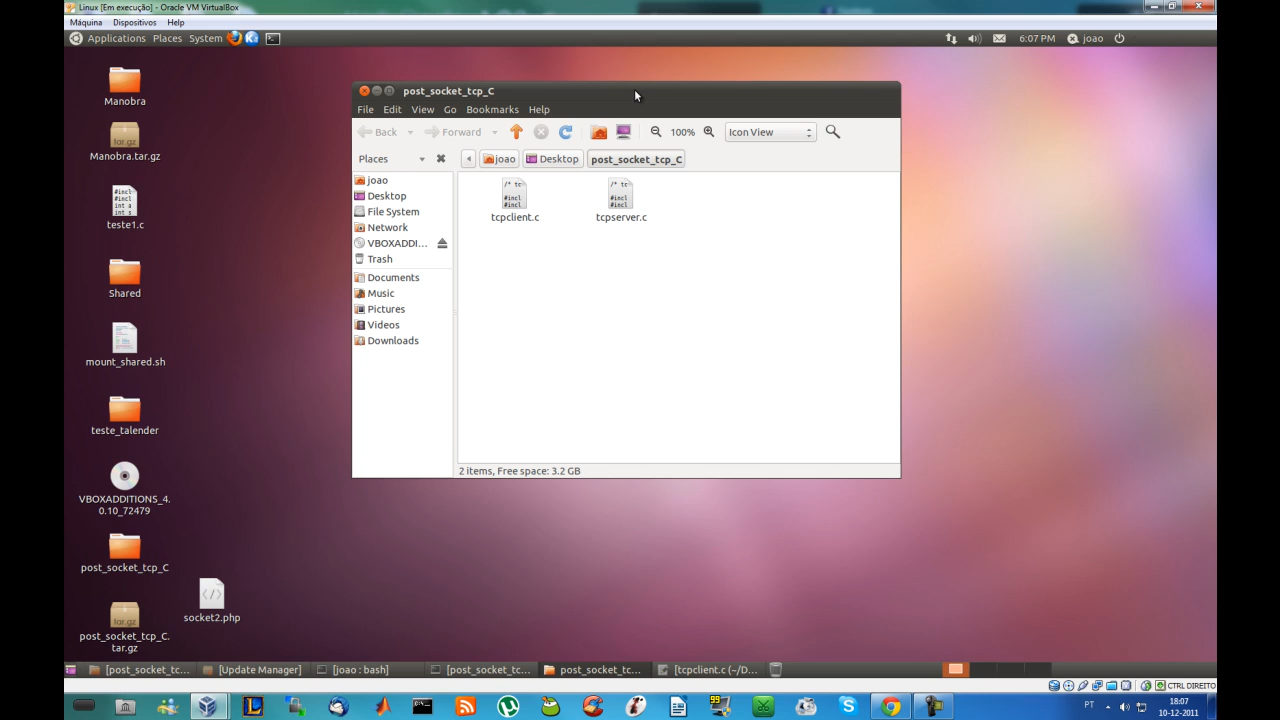 Linux [Em execução] - Oracle VM VirtualBox
Máquina Dispositivos Help
Applications Places System 6:07 PM joao
Manobra
Manobra.tar.gz
teste1.c
Shared
mount_shared.sh
teste_talender
VBOXADDITIONS_4.
0.10_72479
post_socket_tcp_C
socket2.php
post_socket_tcp_C.
tar.gz
post_socket_tcp_C
File Edit View Go Bookmarks Help
Back Forward 100% Icon View
Places joao Desktop post_socket_tcp_C
joao
Desktop
File System
Network
VBOXADDI...
Trash
Documents
Music
Pictures
Videos
Downloads
tcpclient.c tcpserver.c
2 items, Free space: 3.2 GB
[post_socket_tc... [Update Manager] [joao : bash] [post_socket_tc... post_socket_tc... [tcpclient.c (~/D...
CTRL DIREITO
PT 18:07
10-12-2011